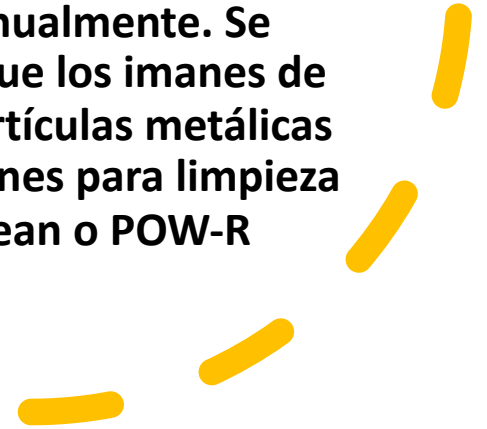 nualmente. Se
ue los imanes de
rtículas metálicas
nes para limpieza
ean o POW-R